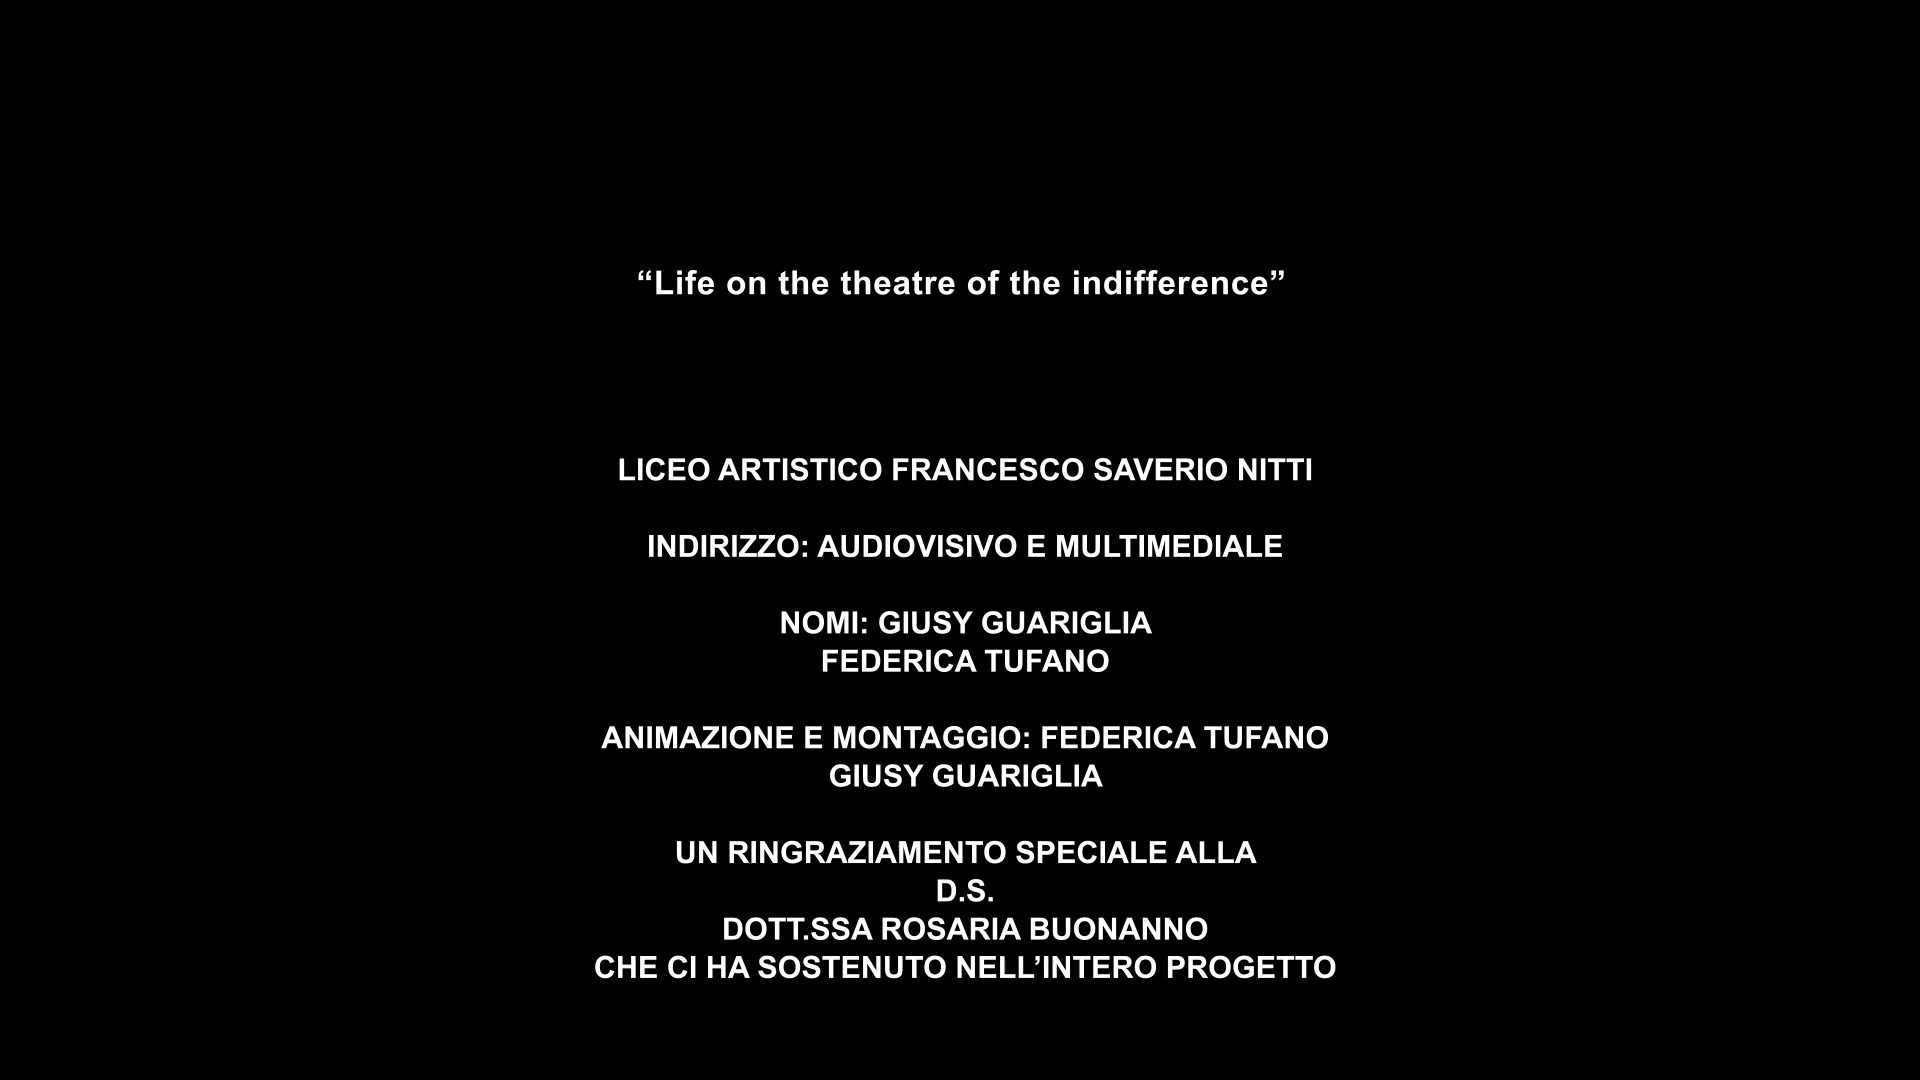 “Life on the theatre of the indifference”
LICEO ARTISTICO FRANCESCO SAVERIO NITTI
INDIRIZZO: AUDIOVISIVO E MULTIMEDIALE
NOMI: GIUSY GUARIGLIA
FEDERICA TUFANO
ANIMAZIONE E MONTAGGIO: FEDERICA TUFANO
GIUSY GUARIGLIA
UN RINGRAZIAMENTO SPECIALE ALLA
D.S.
DOTT.SSA ROSARIA BUONANNO
CHE CI HA SOSTENUTO NELL’INTERO PROGETTO